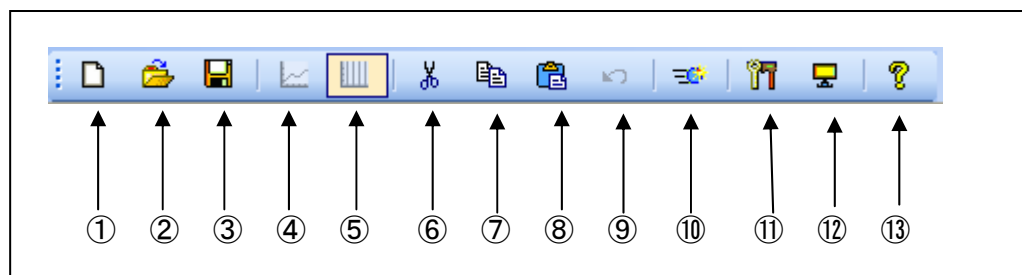 ① ② ③ ④ ⑤ ⑥ ⑦ ⑧ ⑨ ⑩ ⑪ ⑫ ⑬